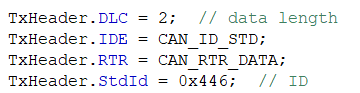 TxHeader.DLC = 2;  // data length
TxHeader.IDE = CAN_ID_STD;
TxHeader.RTR = CAN_RTR_DATA;
TxHeader.StdId = 0x446;  // ID